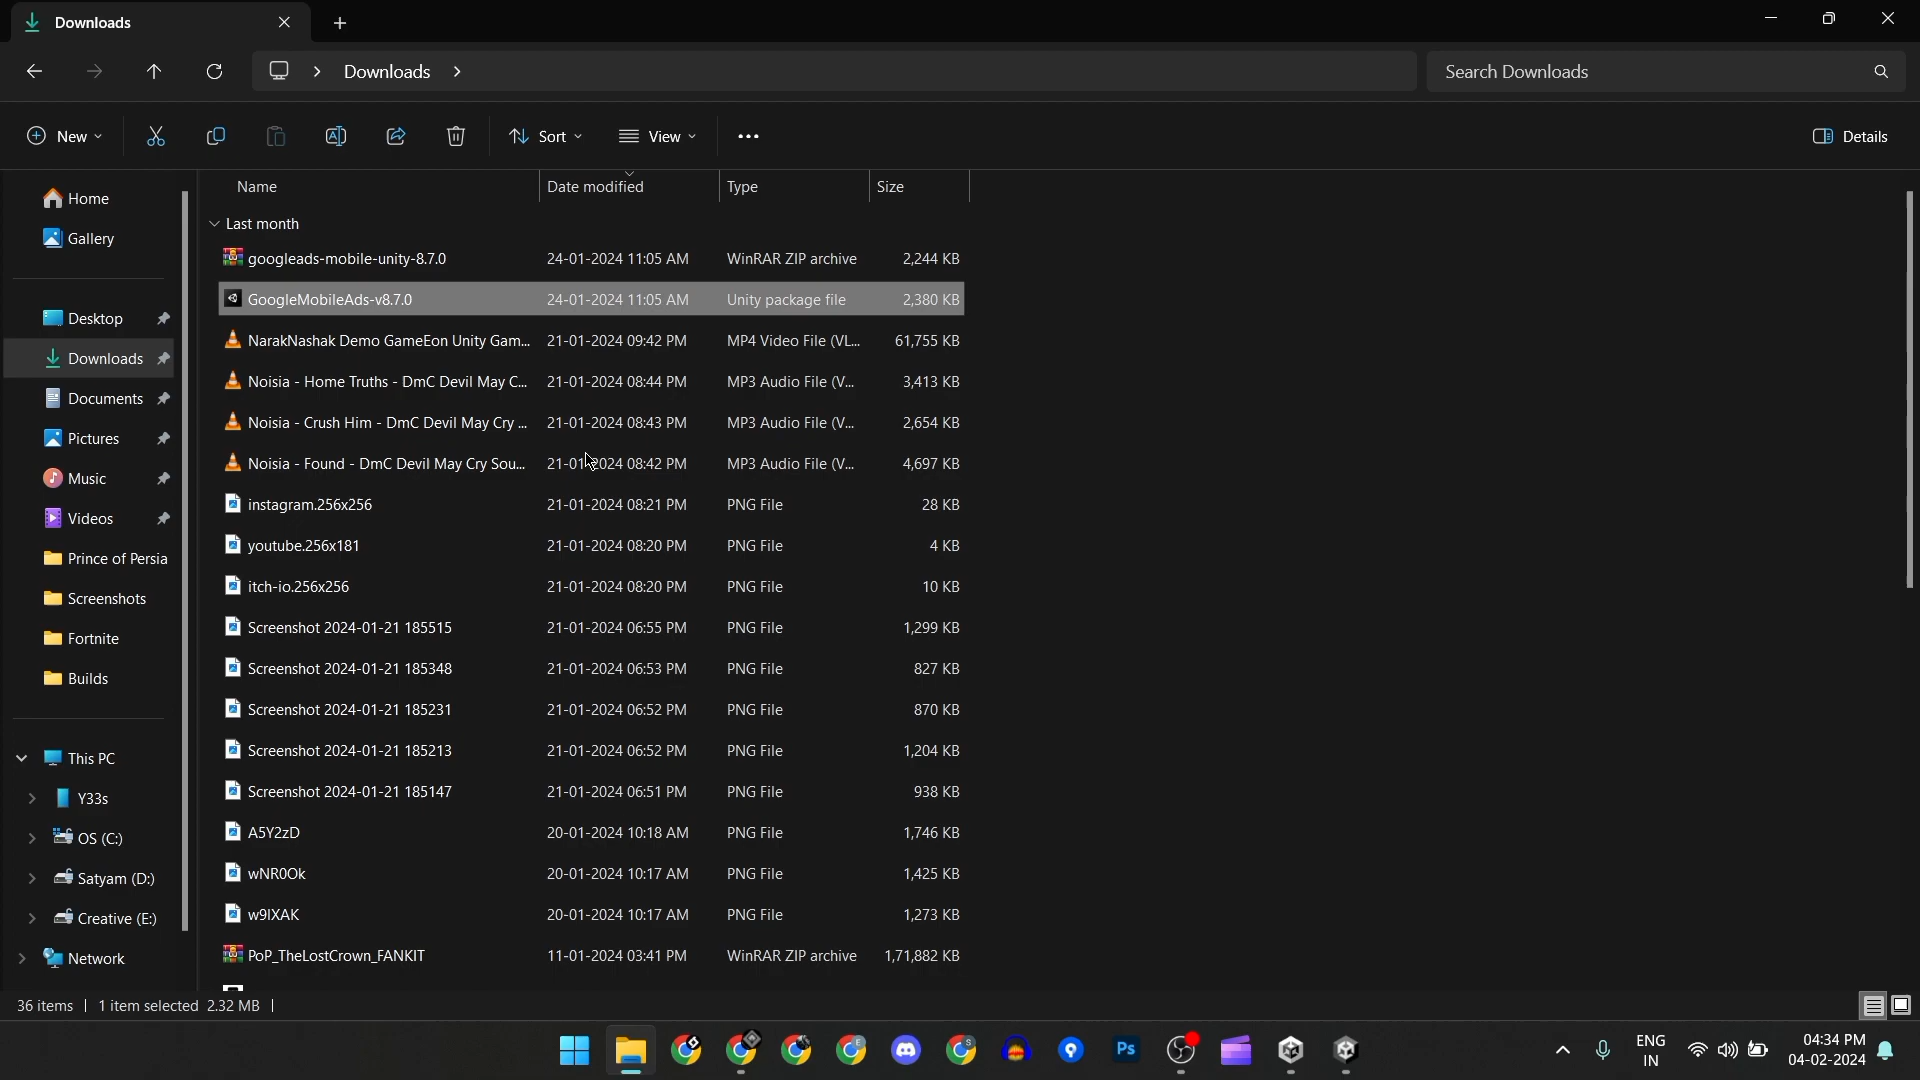 Downloads
Downloads
Search Downloads
New
Sort
View
Details
Name Date modified Type Size
Home
Gallery
Desktop
Downloads
Documents
Pictures
Music
Videos
Prince of Persia
Screenshots
Fortnite
Builds
This PC
Y33s
OS (C:)
Satyam (D:)
Creative (E:)
Network
Last month
googleads-mobile-unity-8.7.0 24-01-2024 11:05 AM WinRAR ZIP archive 2,244 KB
GoogleMobileAds-v8.7.0 24-01-2024 11:05 AM Unity package file 2,380 KB
NarakNashak Demo GameEon Unity Gam... 21-01-2024 09:42 PM MP4 Video File (VL... 61,755 KB
Noisia - Home Truths - DmC Devil May C... 21-01-2024 08:44 PM MP3 Audio File (V... 3,413 KB
Noisia - Crush Him - DmC Devil May Cry ... 21-01-2024 08:43 PM MP3 Audio File (V... 2,654 KB
Noisia - Found - DmC Devil May Cry Sou... 21-01-2024 08:42 PM MP3 Audio File (V... 4,697 KB
instagram.256x256 21-01-2024 08:21 PM PNG File 28 KB
youtube.256x181 21-01-2024 08:20 PM PNG File 4 KB
itch-io.256x256 21-01-2024 08:20 PM PNG File 10 KB
Screenshot 2024-01-21 185515 21-01-2024 06:55 PM PNG File 1,299 KB
Screenshot 2024-01-21 185348 21-01-2024 06:53 PM PNG File 827 KB
Screenshot 2024-01-21 185231 21-01-2024 06:52 PM PNG File 870 KB
Screenshot 2024-01-21 185213 21-01-2024 06:52 PM PNG File 1,204 KB
Screenshot 2024-01-21 185147 21-01-2024 06:51 PM PNG File 938 KB
A5Y2zD 20-01-2024 10:18 AM PNG File 1,746 KB
wNR0Ok 20-01-2024 10:17 AM PNG File 1,425 KB
w9IXAK 20-01-2024 10:17 AM PNG File 1,273 KB
PoP_TheLostCrown_FANKIT 11-01-2024 03:41 PM WinRAR ZIP archive 1,71,882 KB
36 items 1 item selected 2.32 MB
E
S
Ps
ENG
IN
04:34 PM
04-02-2024